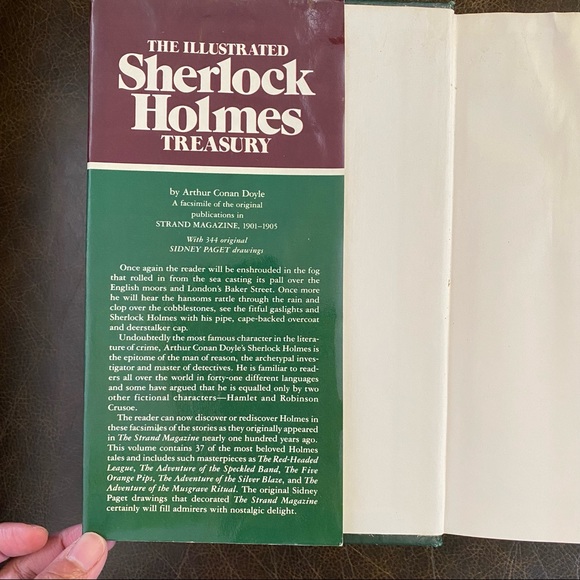 THE ILLUSTRATED
Sherlock
Holmes
TREASURY
by Arthur Conan Doyle
A facsimile of the original
publications in
STRAND MAGAZINE, 1901–1905
With 344 original
SIDNEY PAGET drawings
Once again the reader will be enshrouded in the fog
that rolled in from the sea casting its pall over the
English moors and London's Baker Street. Once more
he will hear the hansoms rattle through the rain and
clop over the cobblestones, see the fitful gaslights and
Sherlock Holmes with his pipe, cape-backed overcoat
and deerstalker cap.
Undoubtedly the most famous character in the litera-
ture of crime, Arthur Conan Doyle's Sherlock Holmes is
the epitome of the man of reason, the archetypal inves-
tigator and master of detectives. He is familiar to read-
ers all over the world in forty-one different languages
and some have argued that he is equalled only by two
other fictional characters—Hamlet and Robinson
Crusoe.
The reader can now discover or rediscover Holmes in
these facsimiles of the stories as they originally appeared
in The Strand Magazine nearly one hundred years ago.
This volume contains 37 of the most beloved Holmes
tales and includes such masterpieces as The Red-Headed
League, The Adventure of the Speckled Band, The Five
Orange Pips, The Adventure of the Silver Blaze, and The
Adventure of the Musgrave Ritual. The original Sidney
Paget drawings that decorated The Strand Magazine
certainly will fill admirers with nostalgic delight.